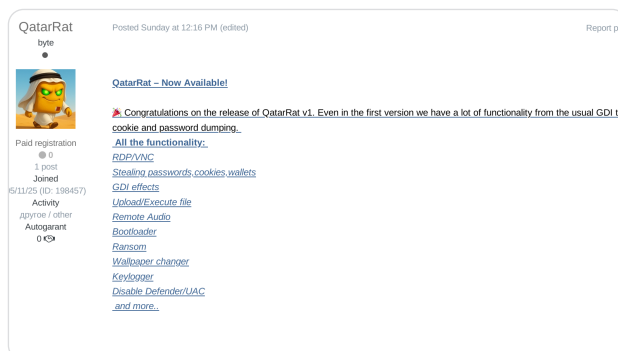 QatarRat
byte
Posted Sunday at 12:16 PM (edited)
Report p
Paid registration
0
1 post
Joined
5/11/25 (ID: 198457)
Activity
другое / other
Autogarant
0
QatarRat – Now Available!
🎉 Congratulations on the release of QatarRat v1. Even in the first version we have a lot of functionality from the usual GDI t
cookie and password dumping.
All the functionality:
RDP/VNC
Stealing passwords,cookies,wallets
GDI effects
Upload/Execute file
Remote Audio
Bootloader
Ransom
Wallpaper changer
Keylogger
Disable Defender/UAC
and more..